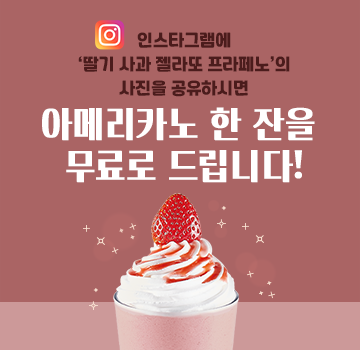 인스타그램에
‘딸기 사과 젤라또 프라페노’의
사진을 공유하시면
아메리카노 한 잔을
무료로 드립니다!